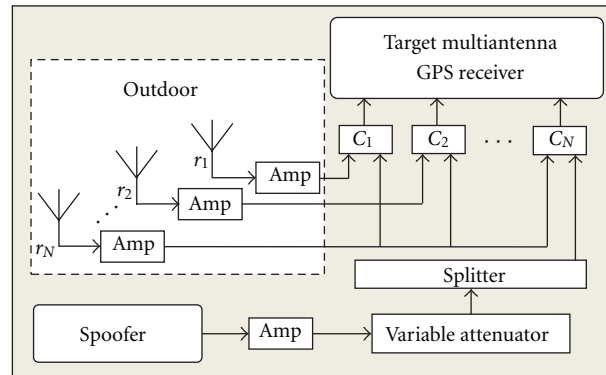 Target multiantenna
GPS receiver
Outdoor
r1
Amp
C1
C2
. . .
CN
r2
Amp
rN
Amp
Splitter
Spoofer
Amp
Variable attenuator